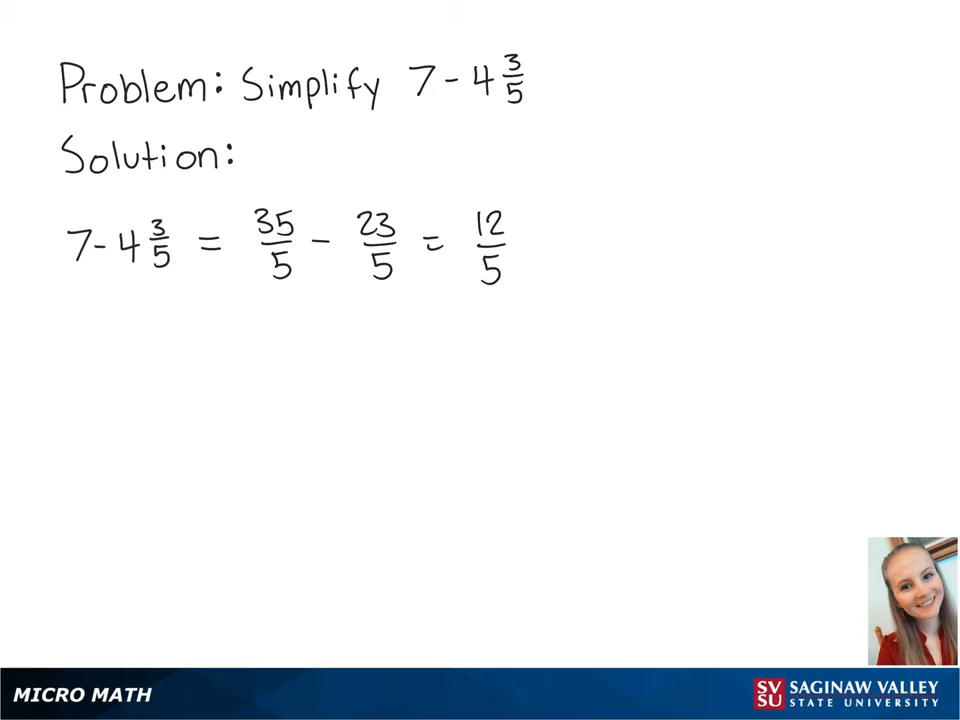 Problem: Simplify 7 - 4 3/5
Solution:
7 - 4 3/5 = 35/5 - 23/5 = 12/5
MICRO MATH
SV SU SAGINAW VALLEY
STATE UNIVERSITY